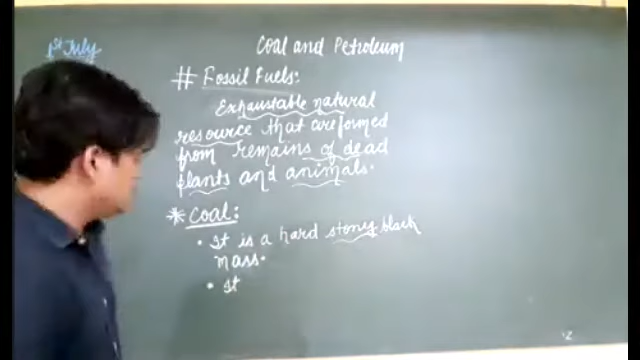 1st July
Coal and Petroleum
# Fossil Fuels:
Exhaustable natural
resource that are formed
from remains of dead
plants and animals.
* Coal:
• It is a hard stoney black
mass.
• It